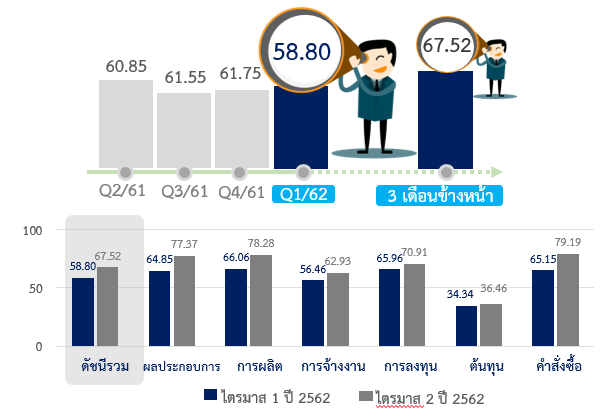 60.85
61.55
61.75
58.80
67.52
Q2/61
Q3/61
Q4/61
Q1/62
3 เดือนข้างหน้า
100
50
0
58.80
67.52
64.85
77.37
66.06
78.28
56.46
62.93
65.96
70.91
34.34
36.46
65.15
79.19
ดัชนีรวม
ผลประกอบการ
การผลิต
การจ้างงาน
การลงทุน
ต้นทุน
คำสั่งซื้อ
ไตรมาส 1 ปี 2562
ไตรมาส 2 ปี 2562